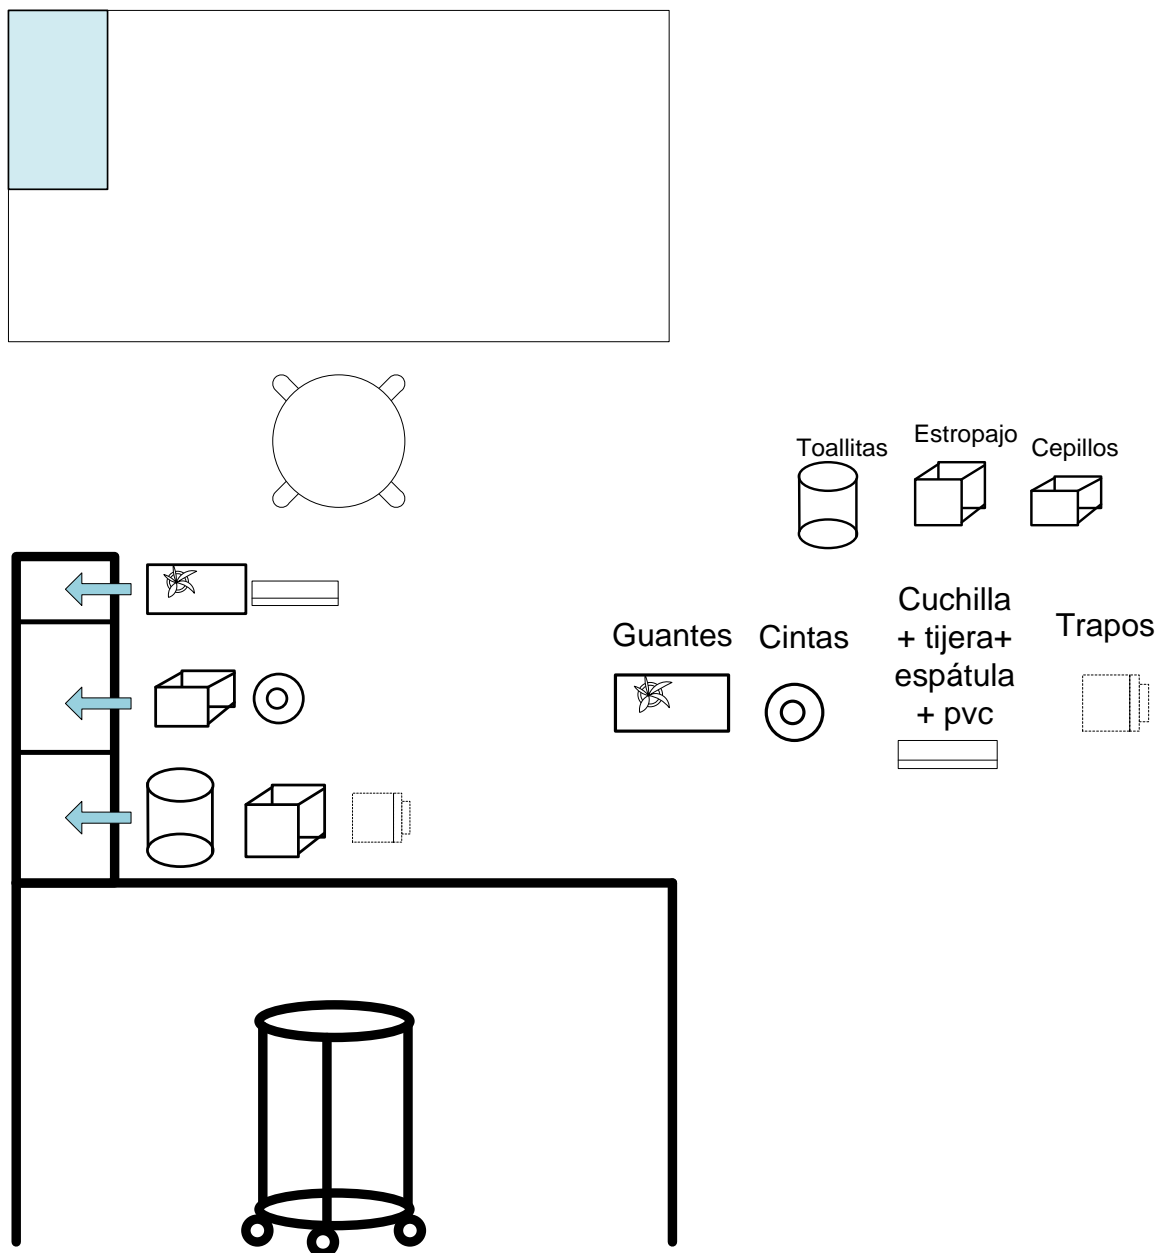 Toallitas
Estropajo
Cepillos
Guantes
Cintas
Cuchilla
+ tijera+
espátula
+ pvc
Trapos